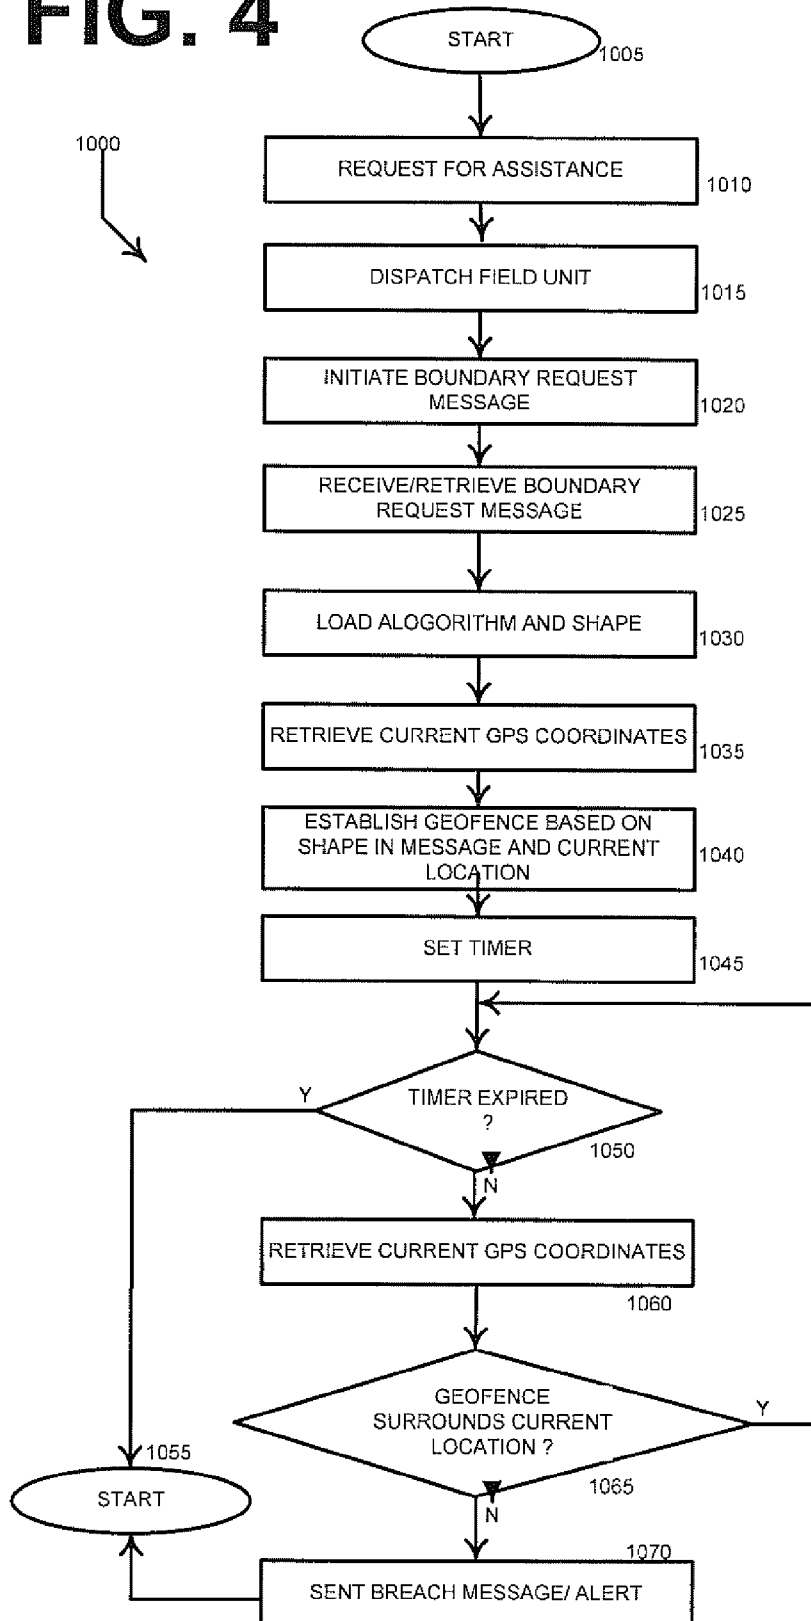 FIG. 4
START
1005
1000
REQUEST FOR ASSISTANCE
1010
DISPATCH FIELD UNIT
1015
INITIATE BOUNDARY REQUEST
MESSAGE
1020
RECEIVE/RETRIEVE BOUNDARY
REQUEST MESSAGE
1025
LOAD ALOGORITHM AND SHAPE
1030
RETRIEVE CURRENT GPS COORDINATES
1035
ESTABLISH GEOFENCE BASED ON
SHAPE IN MESSAGE AND CURRENT
LOCATION
1040
SET TIMER
1045
Y
TIMER EXPIRED
?
1050
N
RETRIEVE CURRENT GPS COORDINATES
1060
GEOFENCE
SURROUNDS CURRENT
LOCATION ?
Y
1065
N
1055
START
1070
SENT BREACH MESSAGE/ ALERT